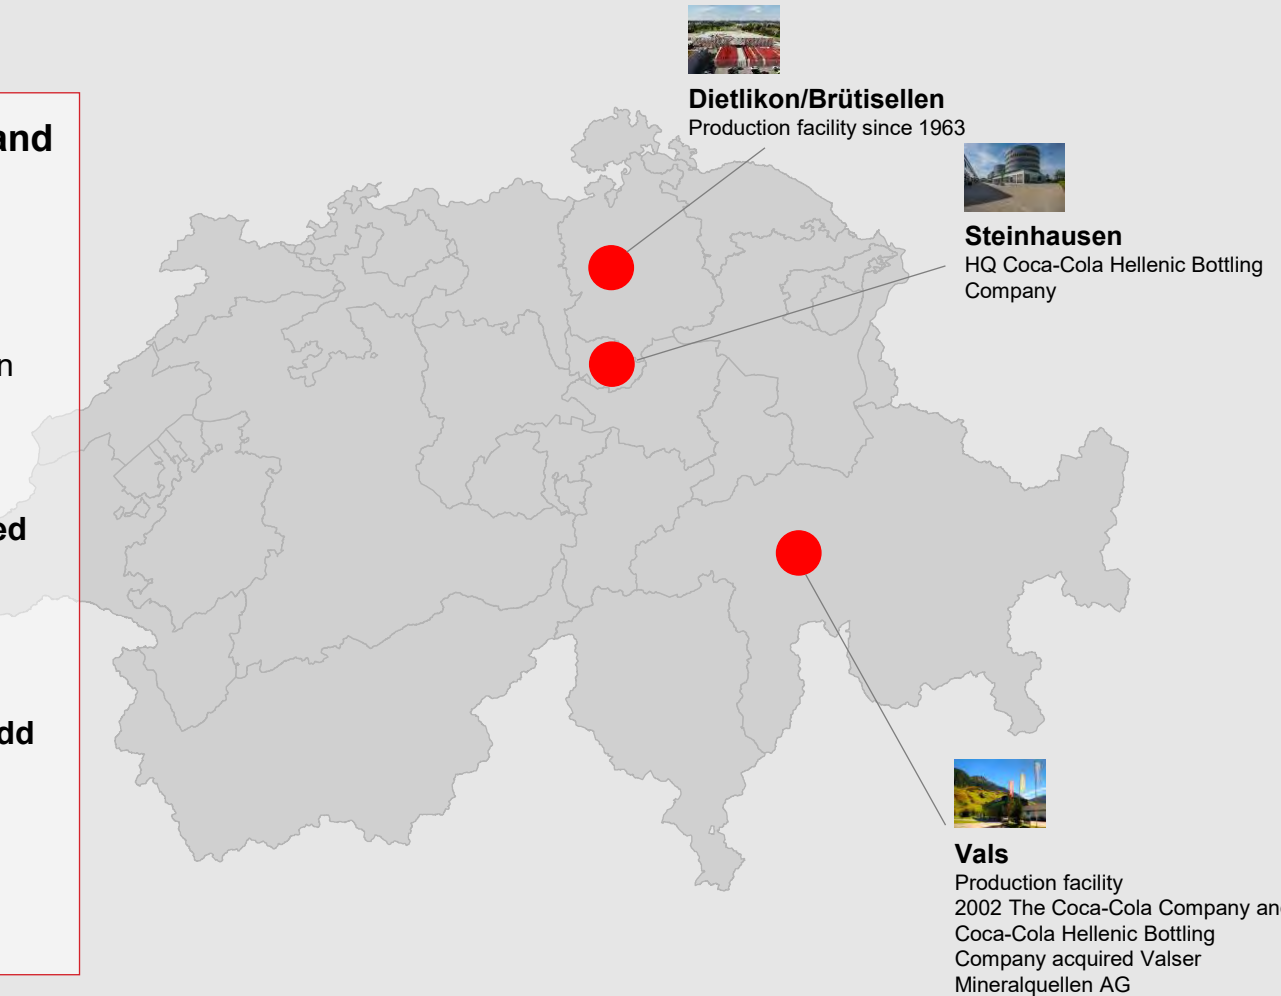 and
n
ed
dd
Dietlikon/Brütisellen
Production facility since 1963
Steinhausen
HQ Coca-Cola Hellenic Bottling
Company
Vals
Production facility
2002 The Coca-Cola Company an
Coca-Cola Hellenic Bottling
Company acquired Valser
Mineralquellen AG